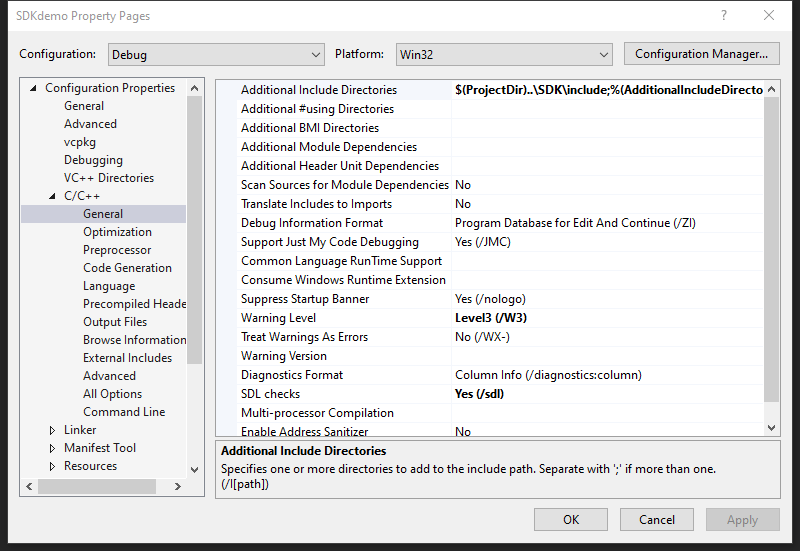 SDKdemo Property Pages
Configuration: Debug Platform: Win32 Configuration Manager...
Configuration Properties
General
Advanced
vcpkg
Debugging
VC++ Directories
C/C++
General
Optimization
Preprocessor
Code Generation
Language
Precompiled Heade
Output Files
Browse Information
External Includes
Advanced
All Options
Command Line
Linker
Manifest Tool
Resources
Additional Include Directories $(ProjectDir)..\SDK\include;%(AdditionalIncludeDirecto
Additional #using Directories
Additional BMI Directories
Additional Module Dependencies
Additional Header Unit Dependencies
Scan Sources for Module Dependencies No
Translate Includes to Imports No
Debug Information Format Program Database for Edit And Continue (/ZI)
Support Just My Code Debugging Yes (/JMC)
Common Language RunTime Support
Consume Windows Runtime Extension
Suppress Startup Banner Yes (/nologo)
Warning Level Level3 (/W3)
Treat Warnings As Errors No (/WX-)
Warning Version
Diagnostics Format Column Info (/diagnostics:column)
SDL checks Yes (/sdl)
Multi-processor Compilation
Enable Address Sanitizer No
Additional Include Directories
Specifies one or more directories to add to the include path. Separate with ';' if more than one.
(/I[path])
OK Cancel Apply